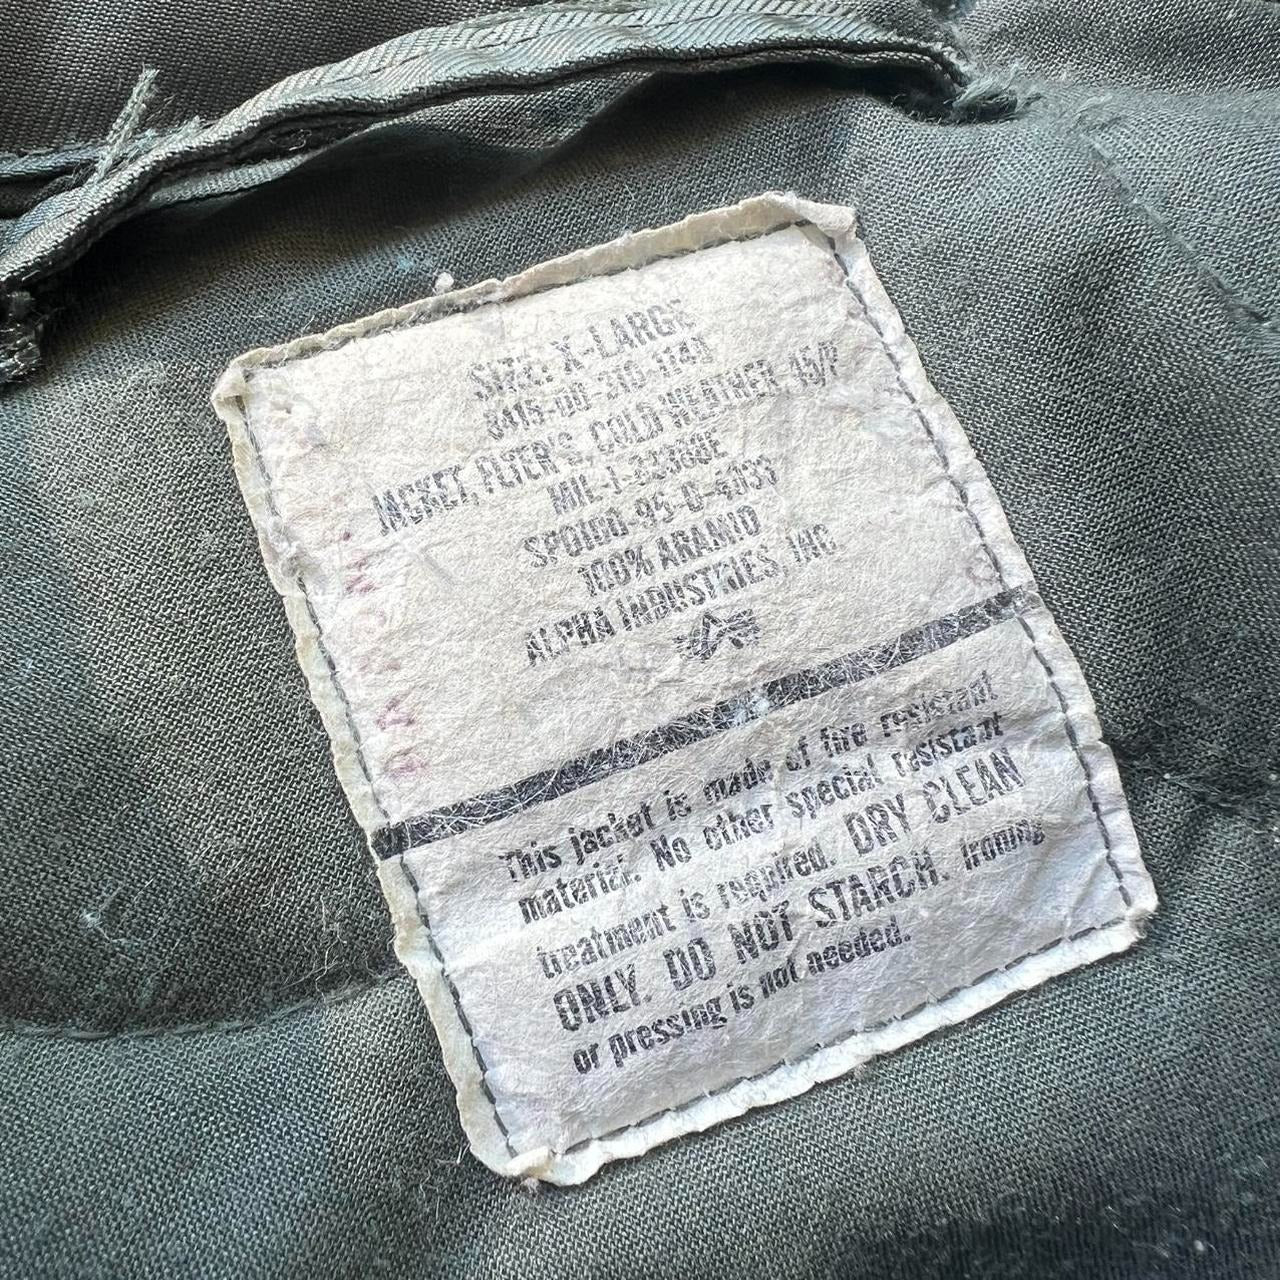 SIZE: X-LARGE
8415-00-310-1143
JACKET, FLYER'S, COLD WEATHER, 45/P
MIL-J-83388E
SPO100-95-D-4033
100% ARAMID
ALPHA INDUSTRIES, INC
This jacket is made of fire resistant
material. No other special resistant
treatment is required. DRY CLEAN
ONLY. DO NOT STARCH. Ironing
or pressing is not needed.